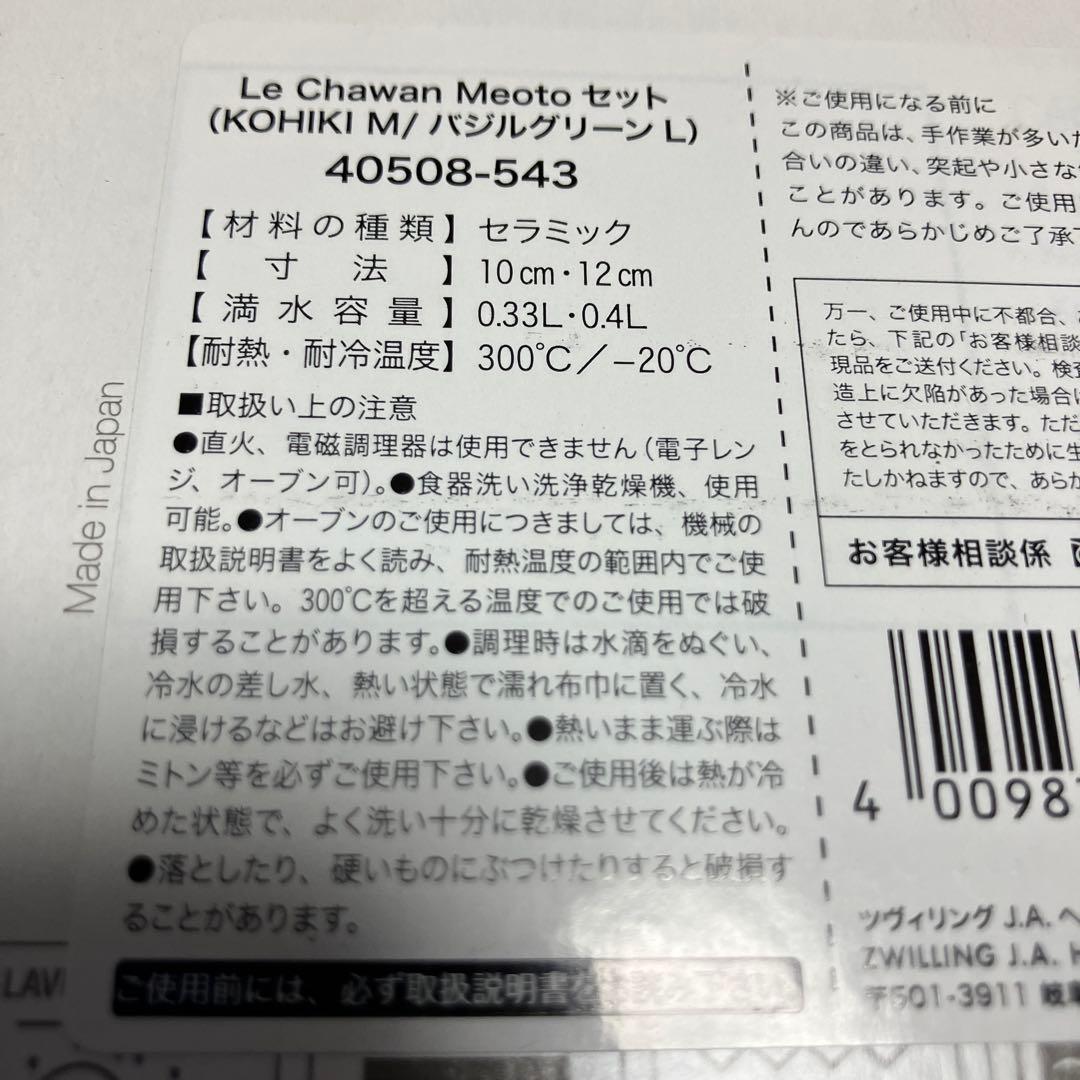 Le Chawan Meoto セット
(KOHIKI M/ バジルグリーン L)
40508-543
【材料の種類】 セラミック
【寸法】 10cm・12cm
【満水容量】 0.33L・0.4L
【耐熱・耐冷温度】 300℃/−20℃
■取扱い上の注意
●直火、電磁調理器は使用できません(電子レン
ジ、オーブン可)。●食器洗い洗浄乾燥機、使用
可能。●オーブンのご使用につきましては、機械の
取扱説明書をよく読み、耐熱温度の範囲内でご使
用下さい。300℃を超える温度でのご使用では破
損することがあります。●調理時は水滴をぬぐい、
冷水の差し水、熱い状態で濡れ布巾に置く、冷水
に浸けるなどはお避け下さい。●熱いまま運ぶ際は
ミトン等を必ずご使用下さい。●ご使用後は熱が冷
めた状態で、よく洗い十分に乾燥させてください。
●落としたり、硬いものにぶつけたりすると破損す
ることがあります。
ご使用前には、必ず取扱説明書を
Made in Japan
※ご使用になる前に
この商品は、手作業が多いた
合いの違い、突起や小さな
ことがあります。ご使用
んのであらかじめご了承下
万一、ご使用中に不都合、
たら、下記の「お客様相談
現品をご送付ください。検査
造上に欠陥があった場合は
させていただきます。ただ
をとられなかったために生
たしかねますので、あらか
お客様相談係
4 0098
ツヴィリング J.A. ヘ
ZWILLING J.A. H
〒501-3911 岐阜
LAV